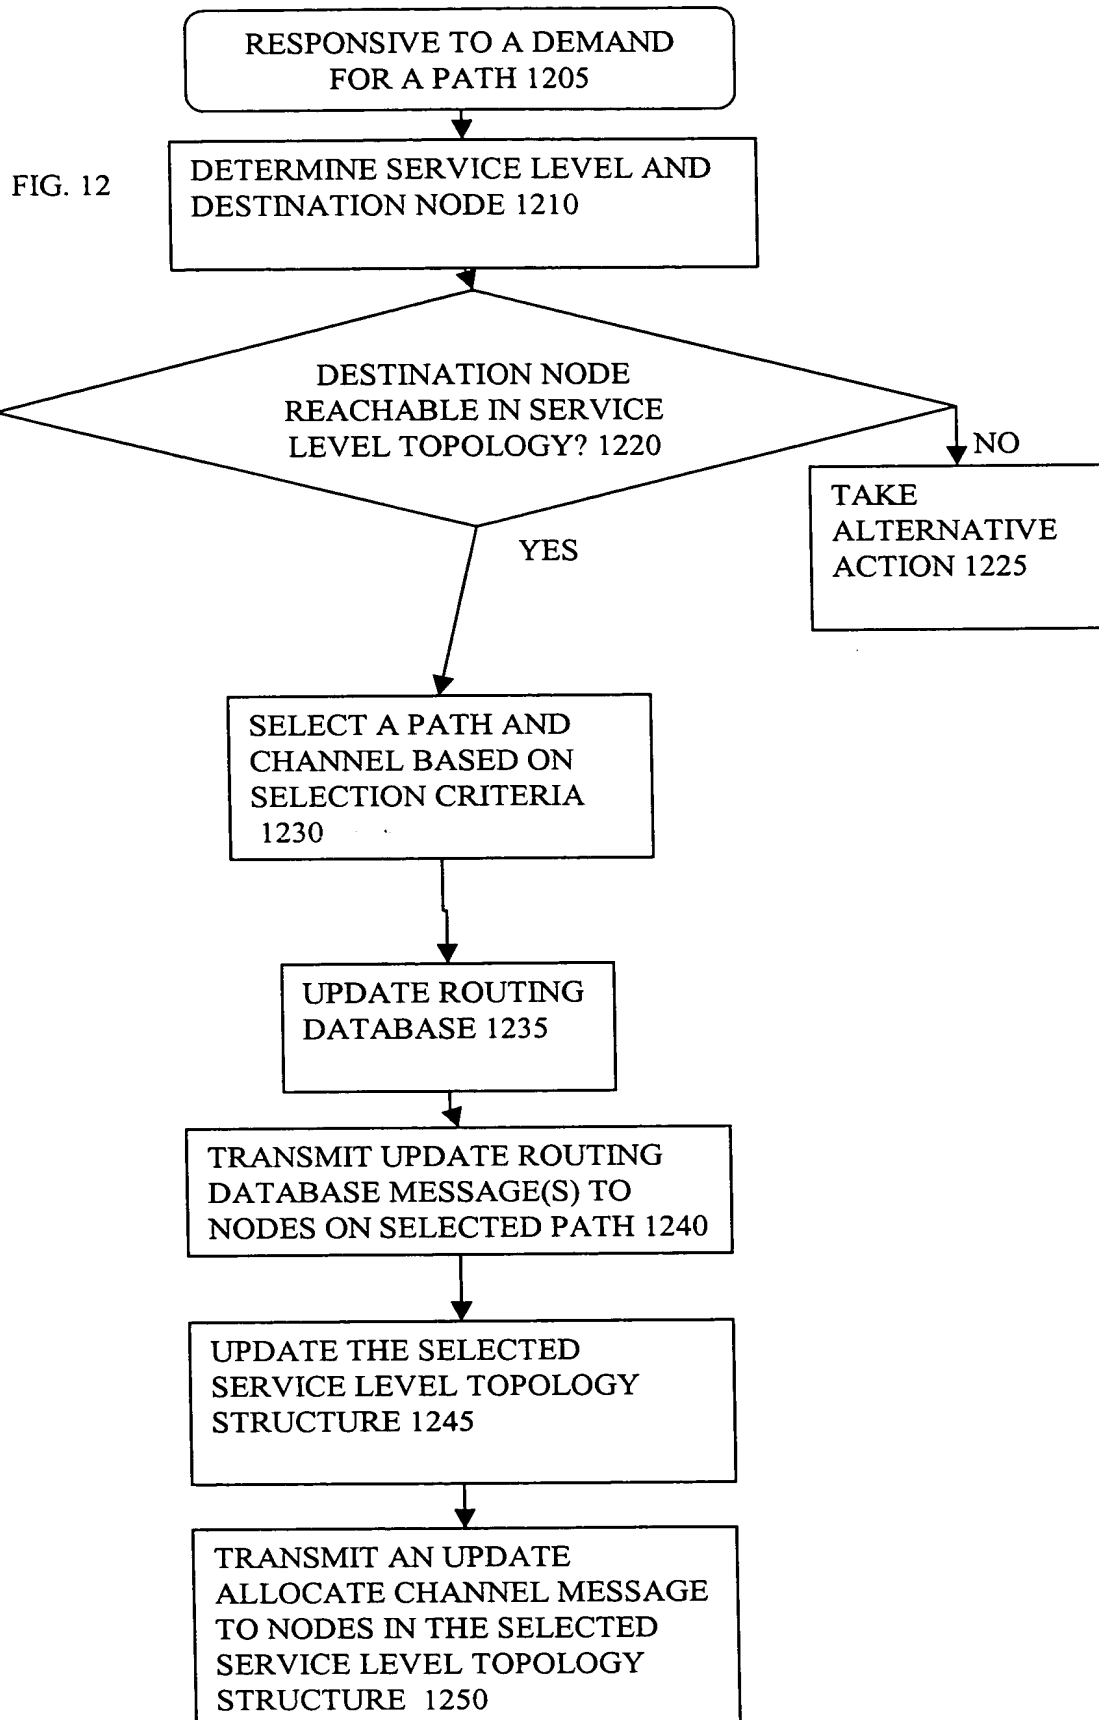 RESPONSIVE TO A DEMAND
FOR A PATH 1205
FIG. 12
DETERMINE SERVICE LEVEL AND
DESTINATION NODE 1210
DESTINATION NODE
REACHABLE IN SERVICE
LEVEL TOPOLOGY? 1220
NO
TAKE
ALTERNATIVE
ACTION 1225
YES
SELECT A PATH AND
CHANNEL BASED ON
SELECTION CRITERIA
1230
UPDATE ROUTING
DATABASE 1235
TRANSMIT UPDATE ROUTING
DATABASE MESSAGE(S) TO
NODES ON SELECTED PATH 1240
UPDATE THE SELECTED
SERVICE LEVEL TOPOLOGY
STRUCTURE 1245
TRANSMIT AN UPDATE
ALLOCATE CHANNEL MESSAGE
TO NODES IN THE SELECTED
SERVICE LEVEL TOPOLOGY
STRUCTURE 1250